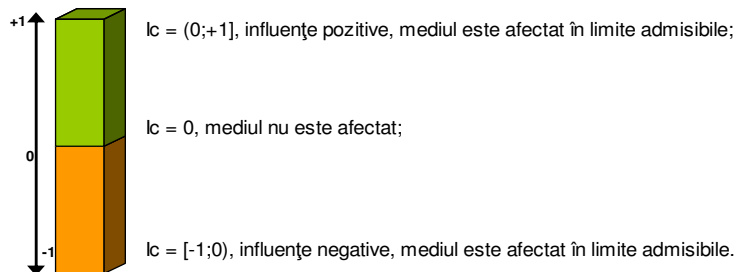 +1
Ic = (0;+1], influenţe pozitive, mediul este afectat în limite admisibile;
Ic = 0, mediul nu este afectat;
0
-1
Ic = [-1;0), influenţe negative, mediul este afectat în limite admisibile.